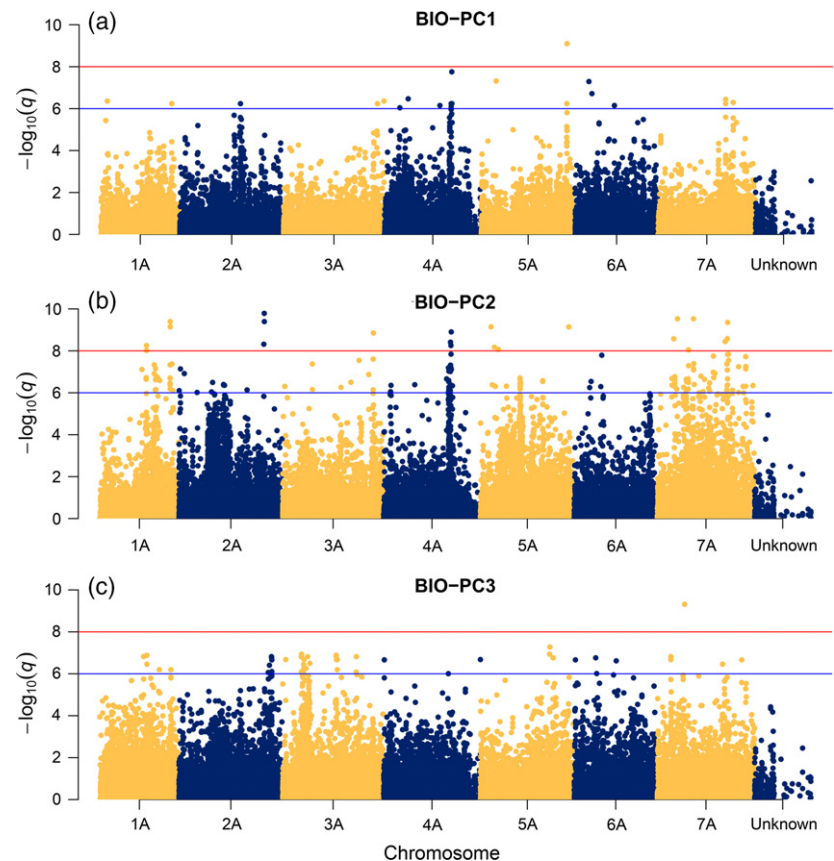 (a)
BIO−PC1
10
8
6
4
2
0
−log10(q)
1A 2A 3A 4A 5A 6A 7A Unknown
(b)
BIO−PC2
10
8
6
4
2
0
−log10(q)
1A 2A 3A 4A 5A 6A 7A Unknown
(c)
BIO−PC3
10
8
6
4
2
0
−log10(q)
1A 2A 3A 4A 5A 6A 7A Unknown
Chromosome